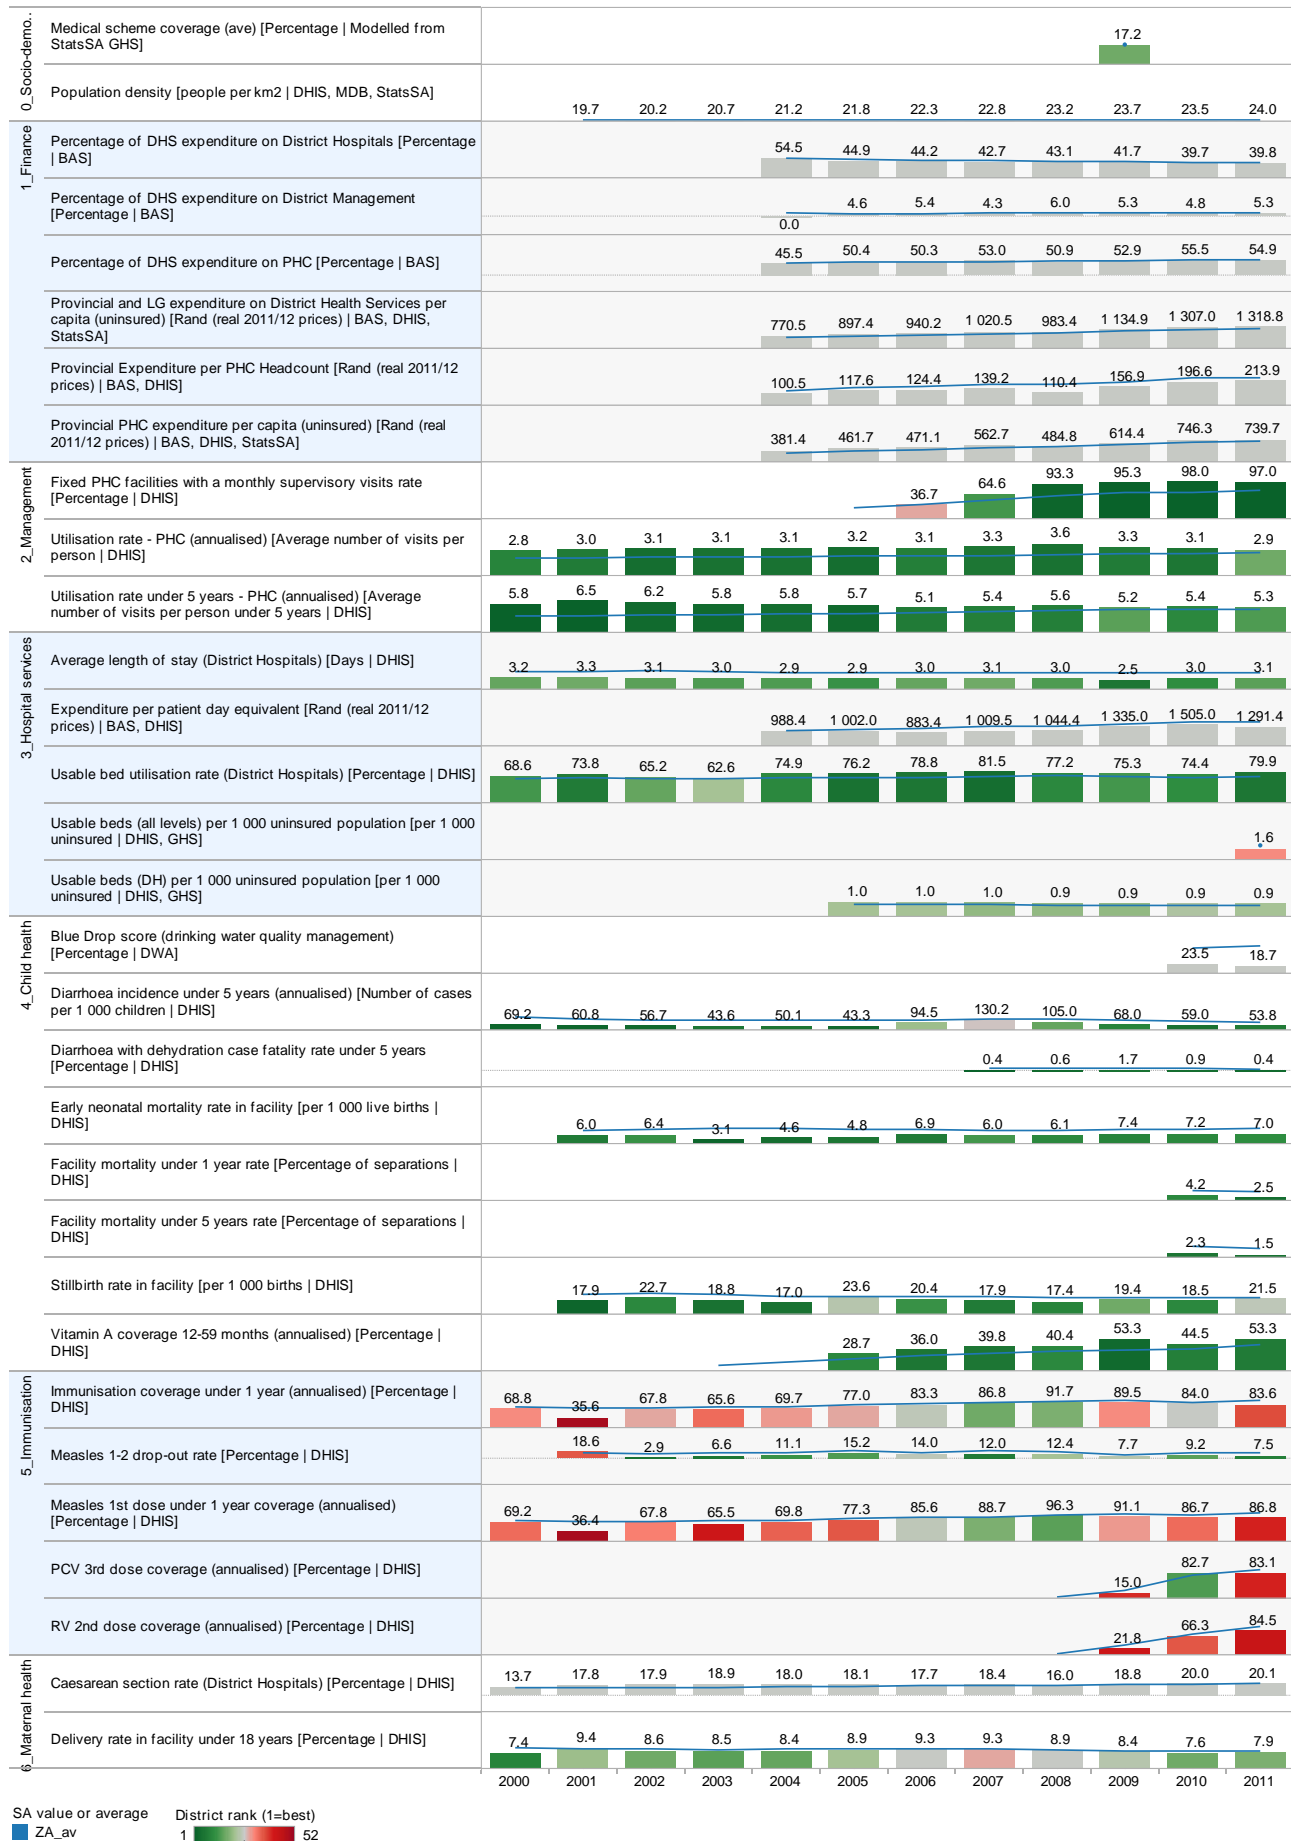 0_Socio-demo..
Medical scheme coverage (ave) [Percentage | Modelled from
StatsSA GHS]
17.2
Population density [people per km2 | DHIS, MDB, StatsSA]
19.7 20.2 20.7 21.2 21.8 22.3 22.8 23.2 23.7 23.5 24.0
1_Finance
Percentage of DHS expenditure on District Hospitals [Percentage
| BAS]
54.5 44.9 44.2 42.7 43.1 41.7 39.7 39.8
Percentage of DHS expenditure on District Management
[Percentage | BAS]
0.0 4.6 5.4 4.3 6.0 5.3 4.8 5.3
Percentage of DHS expenditure on PHC [Percentage | BAS]
45.5 50.4 50.3 53.0 50.9 52.9 55.5 54.9
Provincial and LG expenditure on District Health Services per
capita (uninsured) [Rand (real 2011/12 prices) | BAS, DHIS,
StatsSA]
770.5 897.4 940.2 1 020.5 983.4 1 134.9 1 307.0 1 318.8
Provincial Expenditure per PHC Headcount [Rand (real 2011/12
prices) | BAS, DHIS]
100.5 117.6 124.4 139.2 110.4 156.9 196.6 213.9
Provincial PHC expenditure per capita (uninsured) [Rand (real
2011/12 prices) | BAS, DHIS, StatsSA]
381.4 461.7 471.1 562.7 484.8 614.4 746.3 739.7
2_Management
Fixed PHC facilities with a monthly supervisory visits rate
[Percentage | DHIS]
36.7 64.6 93.3 95.3 98.0 97.0
Utilisation rate - PHC (annualised) [Average number of visits per
person | DHIS]
2.8 3.0 3.1 3.1 3.1 3.2 3.1 3.3 3.6 3.3 3.1 2.9
Utilisation rate under 5 years - PHC (annualised) [Average
number of visits per person under 5 years | DHIS]
5.8 6.5 6.2 5.8 5.8 5.7 5.1 5.4 5.6 5.2 5.4 5.3
3_Hospital services
Average length of stay (District Hospitals) [Days | DHIS]
3.2 3.3 3.1 3.0 2.9 2.9 3.0 3.1 3.0 2.5 3.0 3.1
Expenditure per patient day equivalent [Rand (real 2011/12
prices) | BAS, DHIS]
988.4 1 002.0 883.4 1 009.5 1 044.4 1 335.0 1 505.0 1 291.4
Usable bed utilisation rate (District Hospitals) [Percentage | DHIS]
68.6 73.8 65.2 62.6 74.9 76.2 78.8 81.5 77.2 75.3 74.4 79.9
Usable beds (all levels) per 1 000 uninsured population [per 1 000
uninsured | DHIS, GHS]
1.6
Usable beds (DH) per 1 000 uninsured population [per 1 000
uninsured | DHIS, GHS]
1.0 1.0 1.0 0.9 0.9 0.9 0.9
4_Child health
Blue Drop score (drinking water quality management)
[Percentage | DWA]
23.5 18.7
Diarrhoea incidence under 5 years (annualised) [Number of cases
per 1 000 children | DHIS]
69.2 60.8 56.7 43.6 50.1 43.3 94.5 130.2 105.0 68.0 59.0 53.8
Diarrhoea with dehydration case fatality rate under 5 years
[Percentage | DHIS]
0.4 0.6 1.7 0.9 0.4
Early neonatal mortality rate in facility [per 1 000 live births |
DHIS]
6.0 6.4 3.1 4.6 4.8 6.9 6.0 6.1 7.4 7.2 7.0
Facility mortality under 1 year rate [Percentage of separations |
DHIS]
4.2 2.5
Facility mortality under 5 years rate [Percentage of separations |
DHIS]
2.3 1.5
Stillbirth rate in facility [per 1 000 births | DHIS]
17.9 22.7 18.8 17.0 23.6 20.4 17.9 17.4 19.4 18.5 21.5
Vitamin A coverage 12-59 months (annualised) [Percentage |
DHIS]
28.7 36.0 39.8 40.4 53.3 44.5 53.3
5_Immunisation
Immunisation coverage under 1 year (annualised) [Percentage |
DHIS]
68.8 35.6 67.8 65.6 69.7 77.0 83.3 86.8 91.7 89.5 84.0 83.6
Measles 1-2 drop-out rate [Percentage | DHIS]
18.6 2.9 6.6 11.1 15.2 14.0 12.0 12.4 7.7 9.2 7.5
Measles 1st dose under 1 year coverage (annualised)
[Percentage | DHIS]
69.2 36.4 67.8 65.5 69.8 77.3 85.6 88.7 96.3 91.1 86.7 86.8
PCV 3rd dose coverage (annualised) [Percentage | DHIS]
15.0 82.7 83.1
RV 2nd dose coverage (annualised) [Percentage | DHIS]
21.8 66.3 84.5
6_Maternal health
Caesarean section rate (District Hospitals) [Percentage | DHIS]
13.7 17.8 17.9 18.9 18.0 18.1 17.7 18.4 16.0 18.8 20.0 20.1
Delivery rate in facility under 18 years [Percentage | DHIS]
7.4 9.4 8.6 8.5 8.4 8.9 9.3 9.3 8.9 8.4 7.6 7.9
2000 2001 2002 2003 2004 2005 2006 2007 2008 2009 2010 2011
SA value or average
ZA_av
District rank (1=best)
1 52